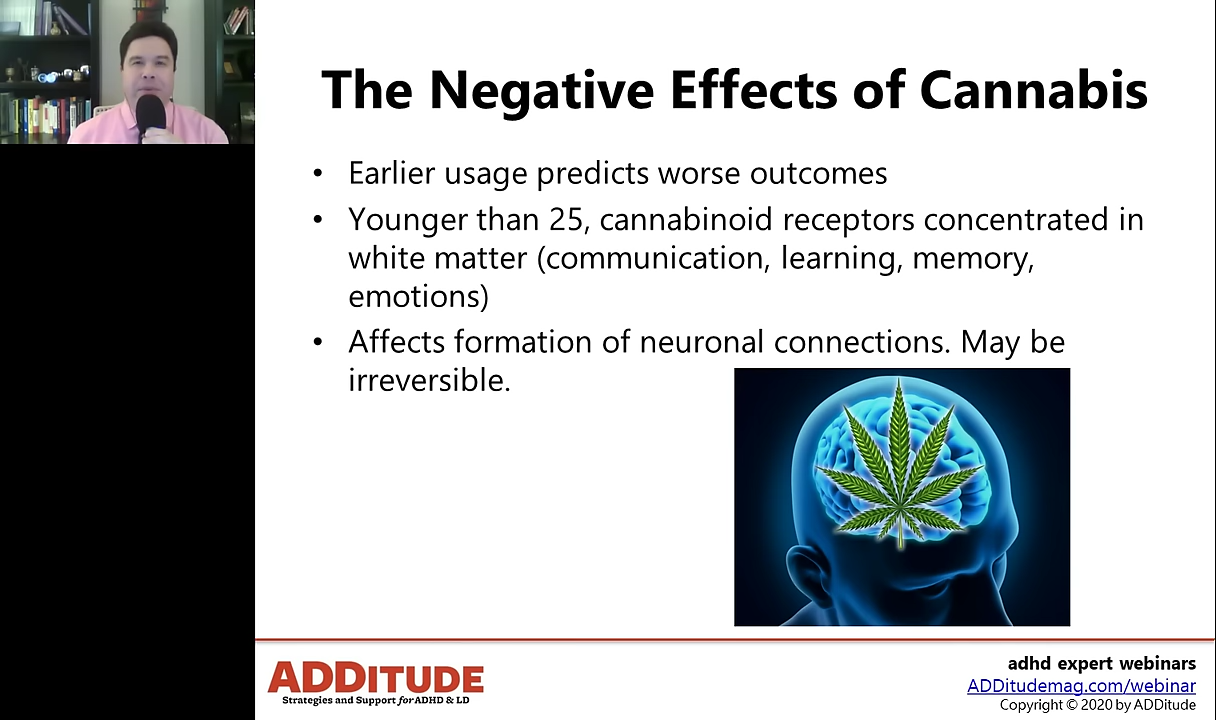 The Negative Effects of Cannabis
• Earlier usage predicts worse outcomes
• Younger than 25, cannabinoid receptors concentrated in
white matter (communication, learning, memory,
emotions)
• Affects formation of neuronal connections. May be
irreversible.
ADDITUDE
Strategies and Support for ADHD & LD
adhd expert webinars
ADDitudemag.com/webinar
Copyright © 2020 by ADDitude